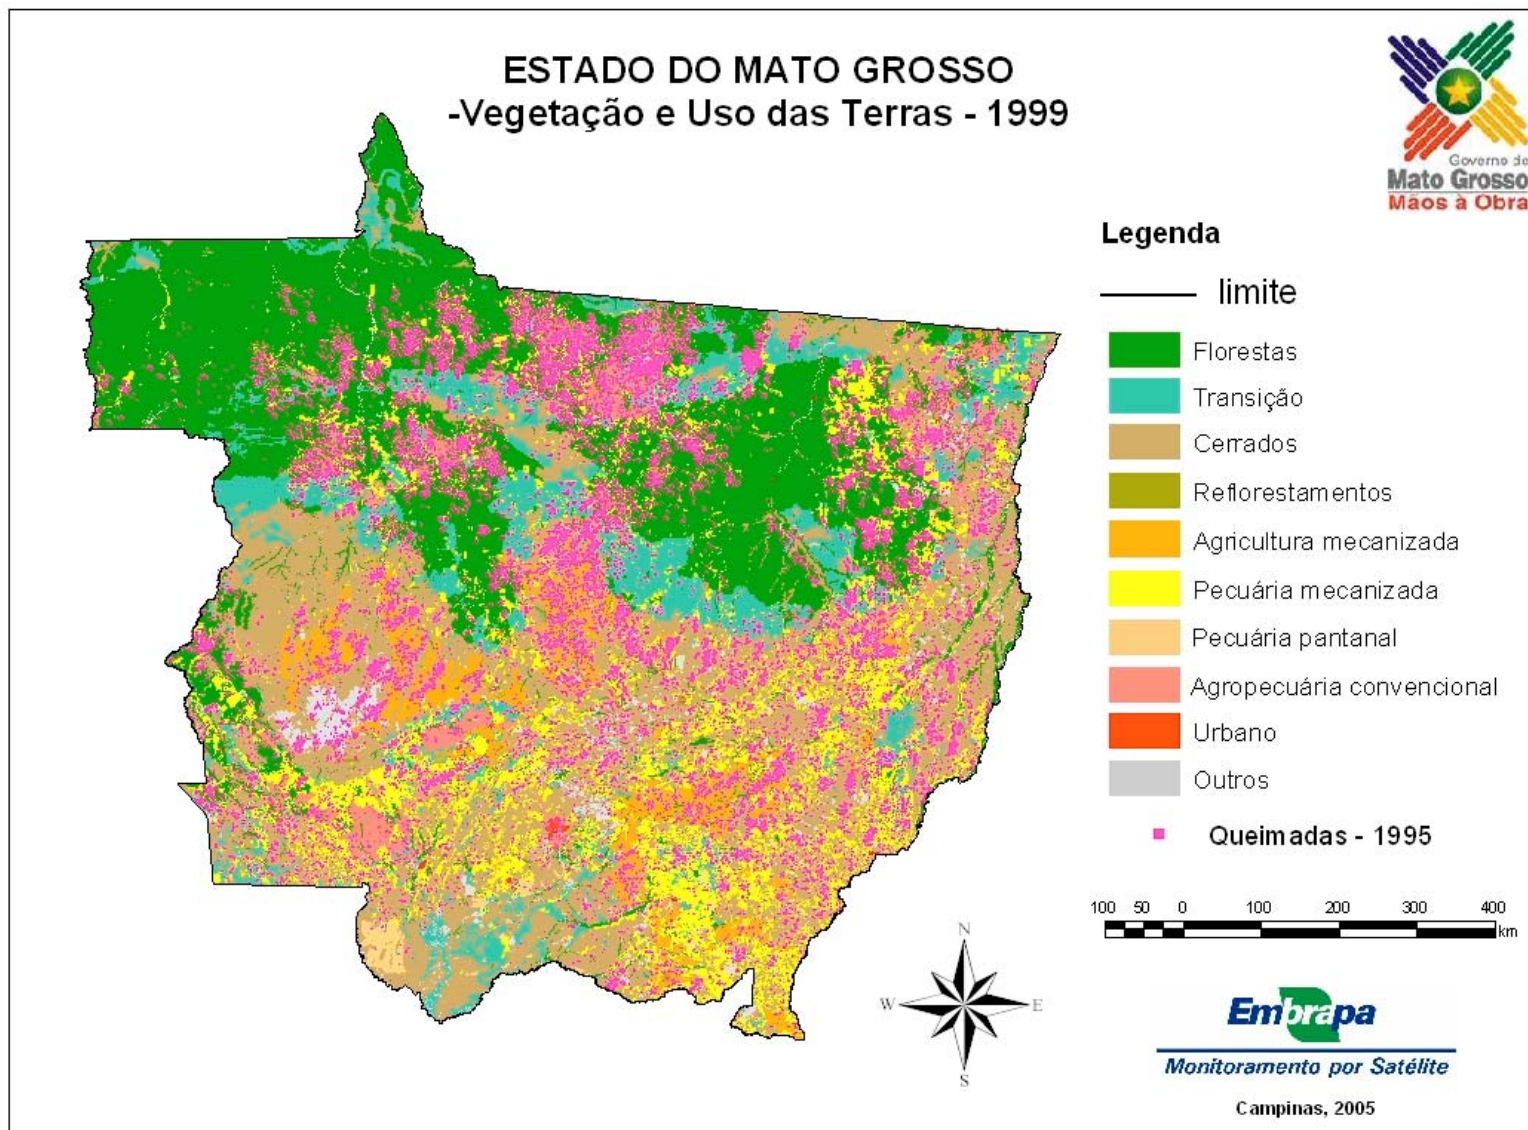 ESTADO DO MATO GROSSO
-Vegetação e Uso das Terras - 1999
Governo de
Mato Grosso
Mãos à Obra
Legenda
limite
Florestas
Transição
Cerrados
Reflorestamentos
Agricultura mecanizada
Pecuária mecanizada
Pecuária pantanal
Agropecuária convencional
Urbano
Outros
Queimadas - 1995
100 50 0 100 200 300 400
km
N
W E
S
Embrapa
Monitoramento por Satélite
Campinas, 2005